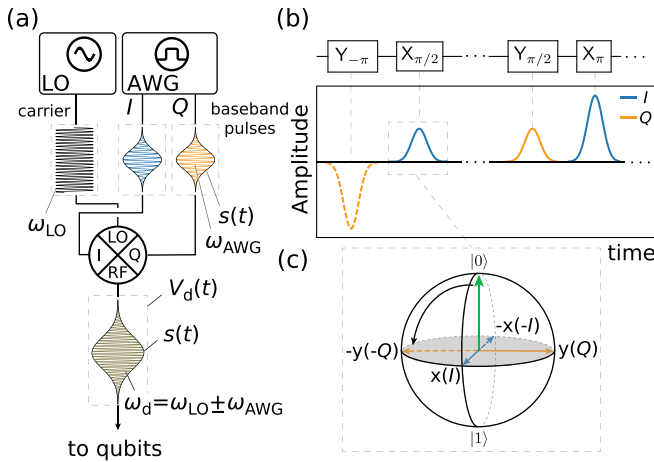 (a)
LO
AWG
carrier
I
Q
baseband
pulses
ω_LO
s(t)
ω_AWG
LO
I
Q
RF
V_d(t)
s(t)
ω_d=ω_LO±ω_AWG
to qubits
(b)
Y_−π
X_π/2
···
Y_π/2
X_π
···
I
Q
Amplitude
···
···
time
(c)
|0⟩
-x(-I)
-y(-Q)
y(Q)
x(I)
|1⟩